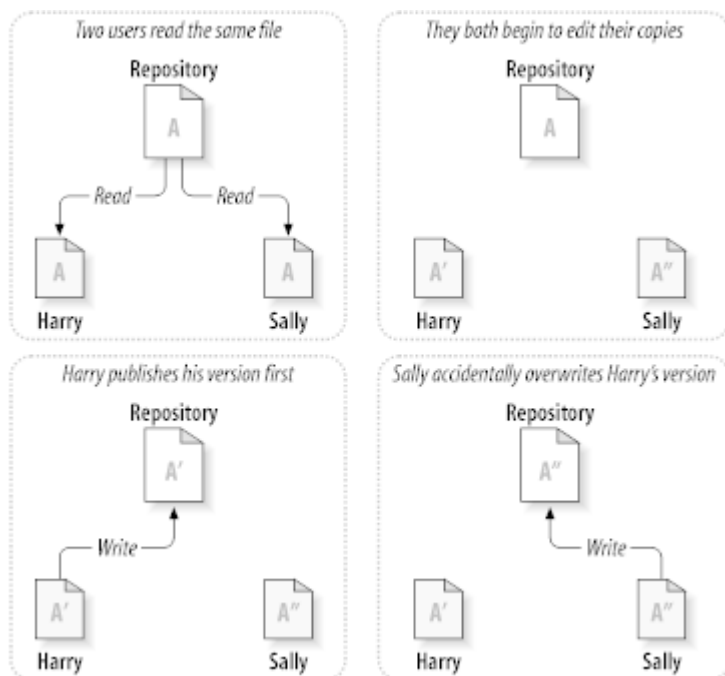 Two users read the same file
Repository
A
Read
Read
A
A
Harry
Sally
They both begin to edit their copies
Repository
A
A′
A″
Harry
Sally
Harry publishes his version first
Repository
A′
Write
A′
A″
Harry
Sally
Sally accidentally overwrites Harry’s version
Repository
A″
Write
A′
A″
Harry
Sally